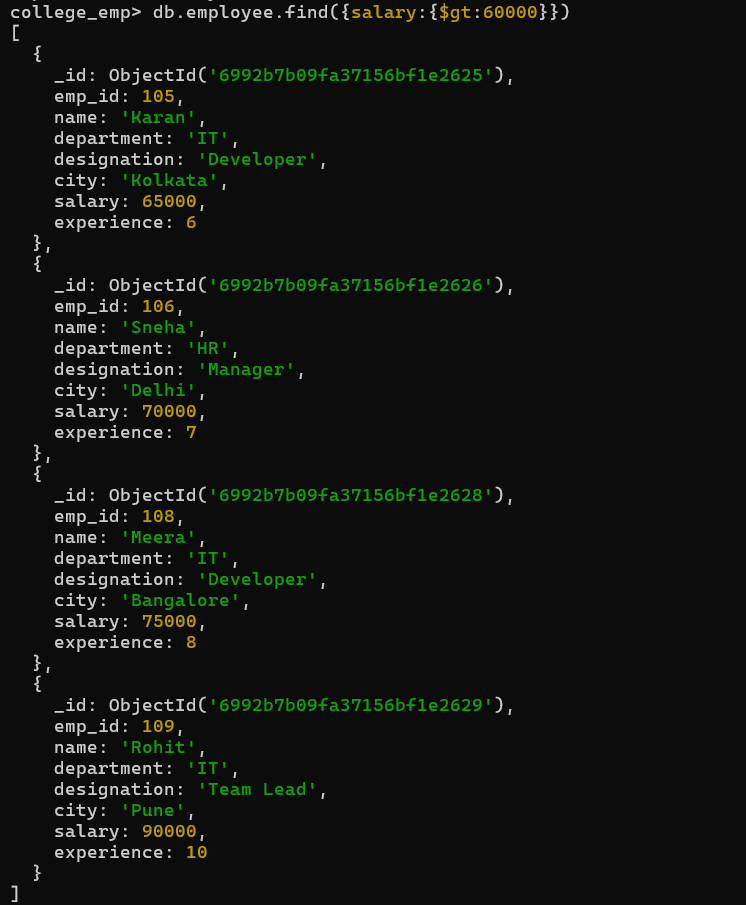 college_emp> db.employee.find({salary:{$gt:60000}})
[
  {
    _id: ObjectId('6992b7b09fa37156bf1e2625'),
    emp_id: 105,
    name: 'Karan',
    department: 'IT',
    designation: 'Developer',
    city: 'Kolkata',
    salary: 65000,
    experience: 6
  },
  {
    _id: ObjectId('6992b7b09fa37156bf1e2626'),
    emp_id: 106,
    name: 'Sneha',
    department: 'HR',
    designation: 'Manager',
    city: 'Delhi',
    salary: 70000,
    experience: 7
  },
  {
    _id: ObjectId('6992b7b09fa37156bf1e2628'),
    emp_id: 108,
    name: 'Meera',
    department: 'IT',
    designation: 'Developer',
    city: 'Bangalore',
    salary: 75000,
    experience: 8
  },
  {
    _id: ObjectId('6992b7b09fa37156bf1e2629'),
    emp_id: 109,
    name: 'Rohit',
    department: 'IT',
    designation: 'Team Lead',
    city: 'Pune',
    salary: 90000,
    experience: 10
  }
]